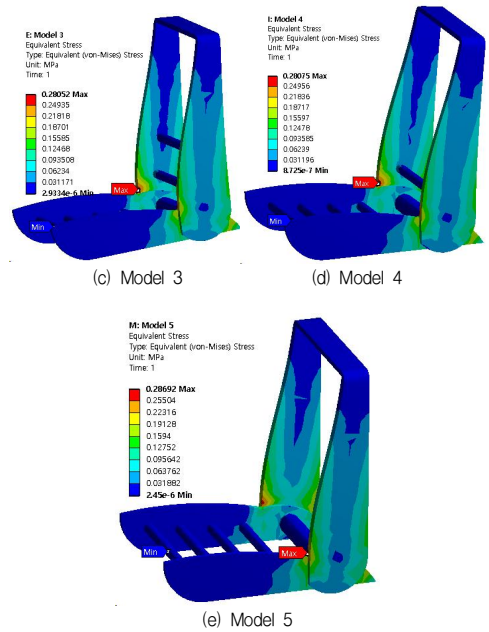 E: Model 3
Equivalent Stress
Type: Equivalent (von-Mises) Stress
Unit: MPa
Time: 1
0.28052 Max
0.24935
0.21818
0.18701
0.15585
0.12468
0.093508
0.06234
0.031171
2.9334e-6 Min
Max
Min
(c) Model 3
I: Model 4
Equivalent Stress
Type: Equivalent (von-Mises) Stress
Unit: MPa
Time: 1
0.28075 Max
0.24956
0.21836
0.18717
0.15597
0.12478
0.093585
0.06239
0.031196
8.725e-7 Min
Max
Min
(d) Model 4
M: Model 5
Equivalent Stress
Type: Equivalent (von-Mises) Stress
Unit: MPa
Time: 1
0.28692 Max
0.25504
0.22316
0.19128
0.1594
0.12752
0.095642
0.063762
0.031882
2.45e-6 Min
Min
Max
(e) Model 5